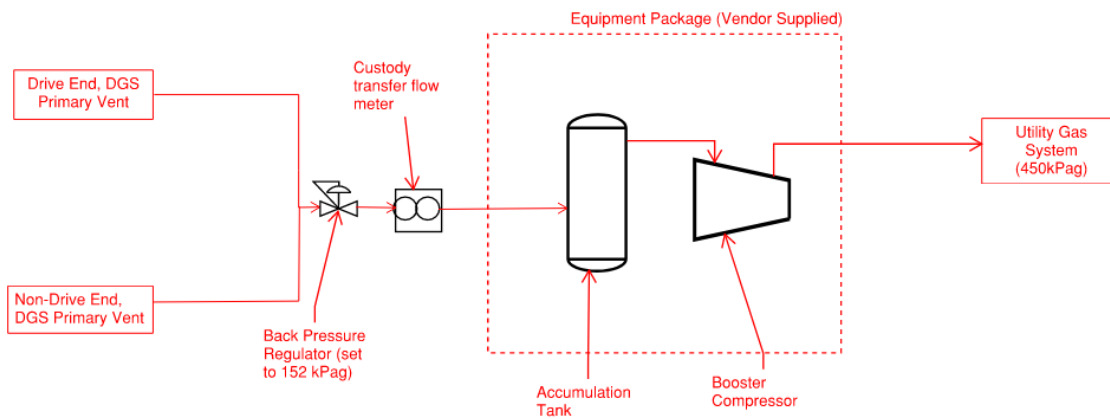 Equipment Package (Vendor Supplied)
Custody
transfer flow
meter
Drive End, DGS
Primary Vent
Utility Gas
System
(450kPag)
Non-Drive End,
DGS Primary Vent
Back Pressure
Regulator (set
to 152 kPag)
Accumulation
Tank
Booster
Compressor